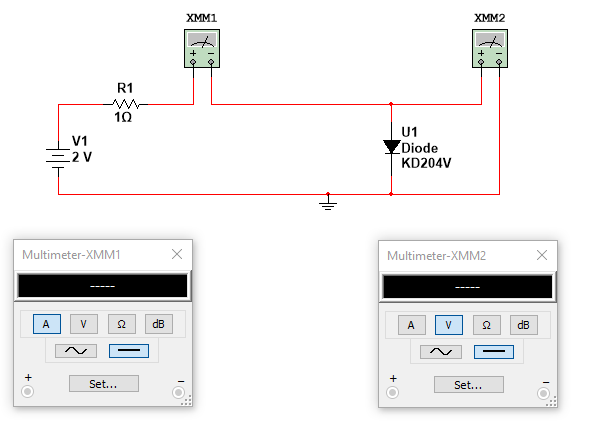 XMM1
XMM2
R1
1Ω
V1
2 V
U1
Diode
KD204V
Multimeter-XMM1
-----
A V Ω dB
+ Set... -
Multimeter-XMM2
-----
A V Ω dB
+ Set... -